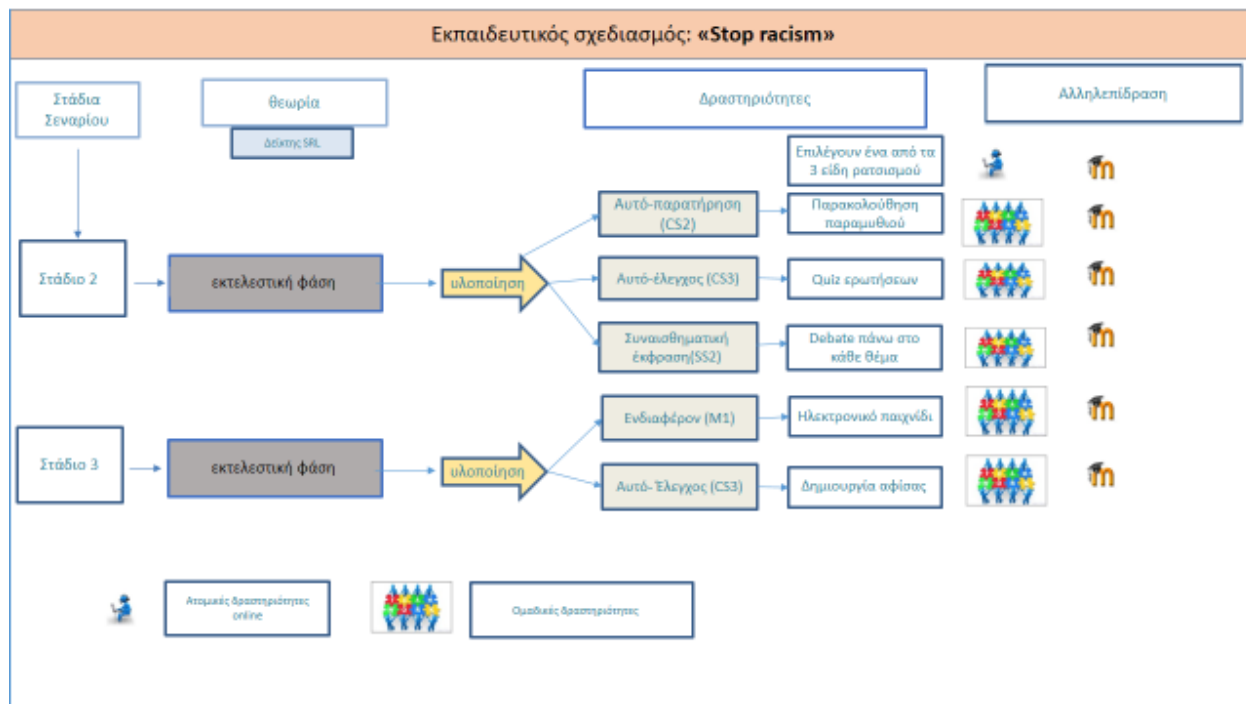 Εκπαιδευτικός σχεδιασμός: «Stop racism»
Στάδια
Σεναρίου
θεωρία
Δείκτης SRL
Δραστηριότητες
Αλληλεπίδραση
Επιλέγουν ένα από τα
3 είδη ρατσισμού
Αυτό-παρατήρηση
(CS2)
Παρακολούθηση
παραμυθιού
Στάδιο 2
εκτελεστική φάση
υλοποίηση
Αυτό-έλεγχος (CS3)
Quiz ερωτήσεων
Συναισθηματική
έκφραση(SS2)
Debate πάνω στο
κάθε θέμα
Στάδιο 3
εκτελεστική φάση
υλοποίηση
Ενδιαφέρον (M1)
Ηλεκτρονικό παιχνίδι
Αυτό- Έλεγχος (CS3)
Δημιουργία αφίσας
Ατομικές δραστηριότητες
online
Ομαδικές δραστηριότητες